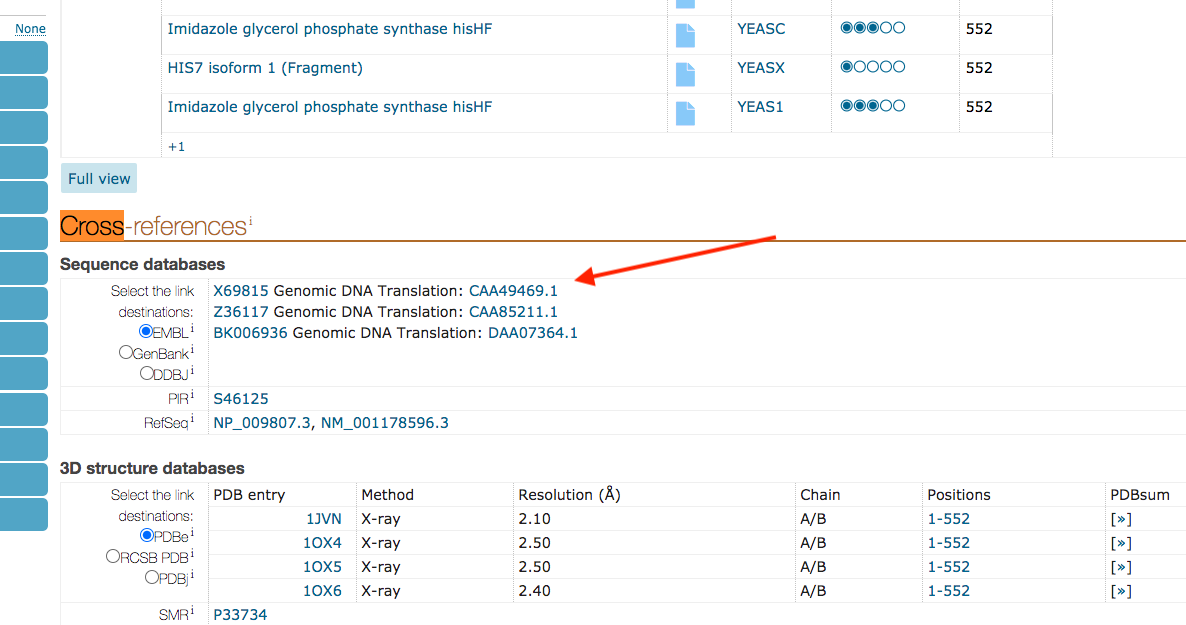 None
Imidazole glycerol phosphate synthase hisHF YEASC 552
HIS7 isoform 1 (Fragment) YEASX 552
Imidazole glycerol phosphate synthase hisHF YEAS1 552
+1
Full view
Cross-references i
Sequence databases
Select the link destinations:
EMBL i
GenBank i
DDBJ i
X69815 Genomic DNA Translation: CAA49469.1
Z36117 Genomic DNA Translation: CAA85211.1
BK006936 Genomic DNA Translation: DAA07364.1
PIR i S46125
RefSeq i NP_009807.3, NM_001178596.3
3D structure databases
Select the link destinations:
PDBe i
RCSB PDB i
PDBj i
PDB entry Method Resolution (Å) Chain Positions PDBsum
1JVN X-ray 2.10 A/B 1-552 [»]
1OX4 X-ray 2.50 A/B 1-552 [»]
1OX5 X-ray 2.50 A/B 1-552 [»]
1OX6 X-ray 2.40 A/B 1-552 [»]
SMR i P33734